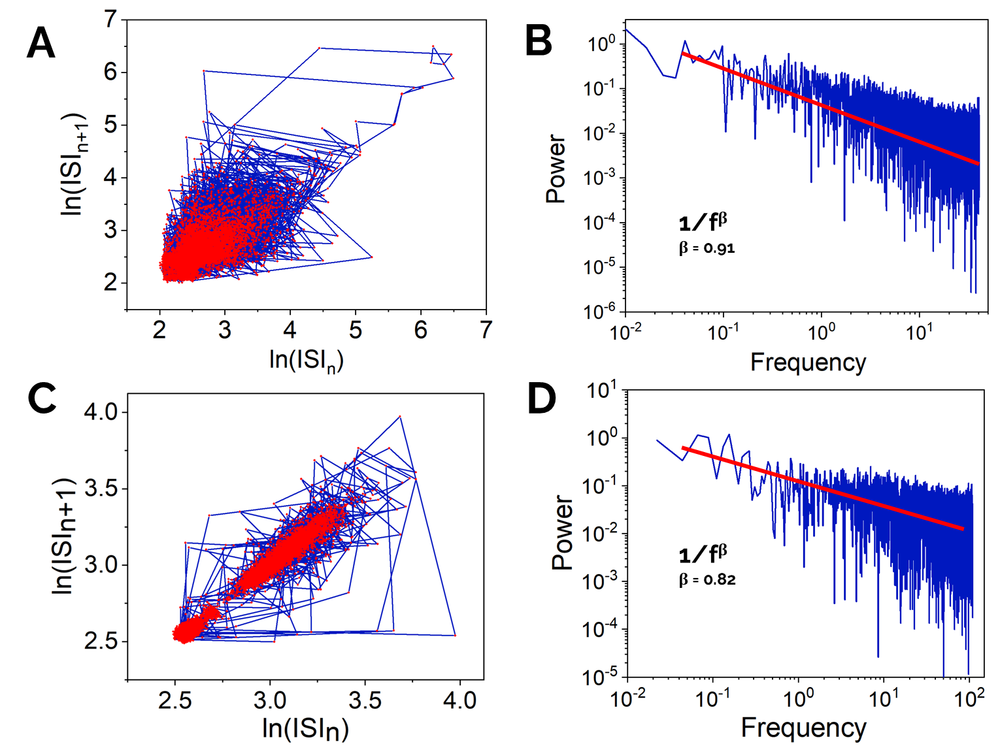 A
7
6
5
4
3
2
ln(ISIn+1)
2 3 4 5 6 7
ln(ISIn)
B
10^0
10^-1
10^-2
10^-3
10^-4
10^-5
10^-6
Power
1/fβ
β = 0.91
10^-2 10^-1 10^0 10^1
Frequency
C
4.0
3.5
3.0
2.5
ln(ISIn+1)
2.5 3.0 3.5 4.0
ln(ISIn)
D
10^1
10^0
10^-1
10^-2
10^-3
10^-4
10^-5
Power
1/fβ
β = 0.82
10^-2 10^-1 10^0 10^1 10^2
Frequency